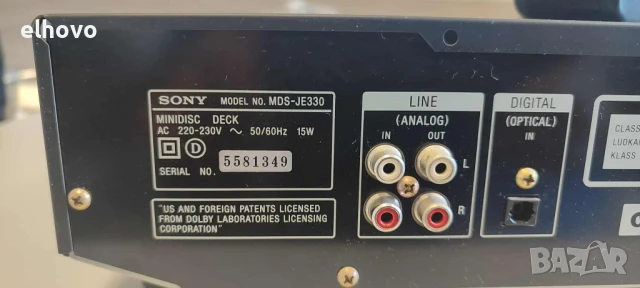 elhovo
SONY MODEL NO. MDS-JE330
MINIDISC DECK
AC 220-230V ~ 50/60Hz 15W
D
SERIAL NO. 5581349
"US AND FOREIGN PATENTS LICENSED
FROM DOLBY LABORATORIES LICENSING
CORPORATION"
LINE
(ANALOG)
IN OUT
L
R
DIGITAL
(OPTICAL)
IN
CLASS
LUOKA
KLASS
BAZAR